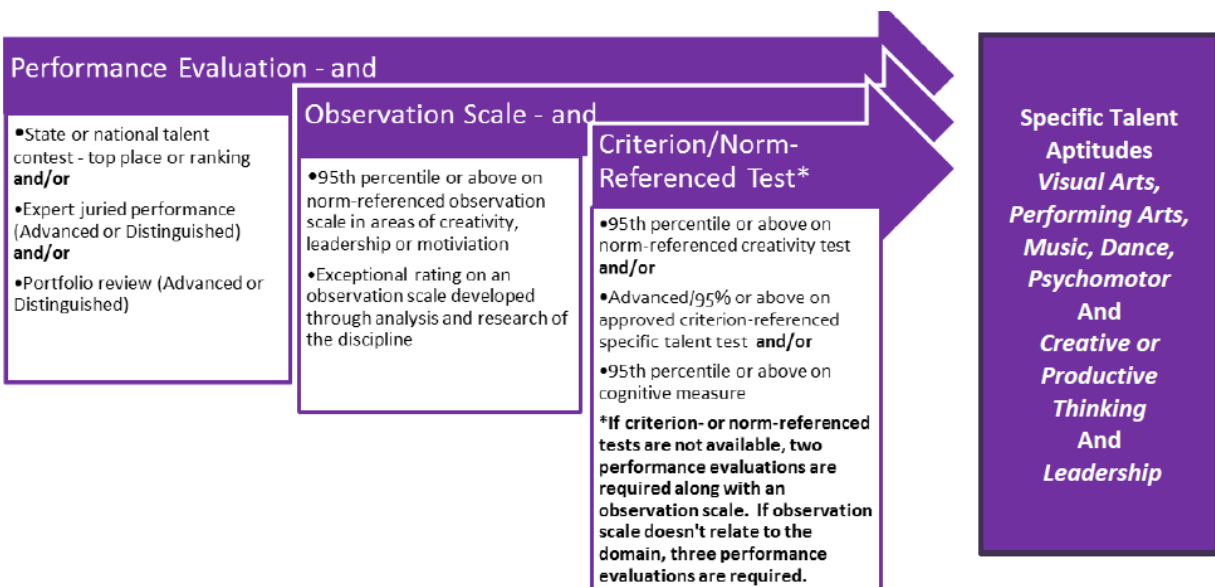 Performance Evaluation - and
•State or national talent
contest - top place or ranking
and/or
•Expert juried performance
(Advanced or Distinguished)
and/or
•Portfolio review (Advanced or
Distinguished)
Observation Scale - and
•95th percentile or above on
norm-referenced observation
scale in areas of creativity,
leadership or motiviation
•Exceptional rating on an
observation scale developed
through analysis and research of
the discipline
Criterion/Norm-
Referenced Test*
•95th percentile or above on
norm-referenced creativity test
and/or
•Advanced/95% or above on
approved criterion-referenced
specific talent test and/or
•95th percentile or above on
cognitive measure
*If criterion- or norm-referenced
tests are not available, two
performance evaluations are
required along with an
observation scale.  If observation
scale doesn't relate to the
domain, three performance
evaluations are required.
Specific Talent
Aptitudes
Visual Arts,
Performing Arts,
Music, Dance,
Psychomotor
And
Creative or
Productive
Thinking
And
Leadership